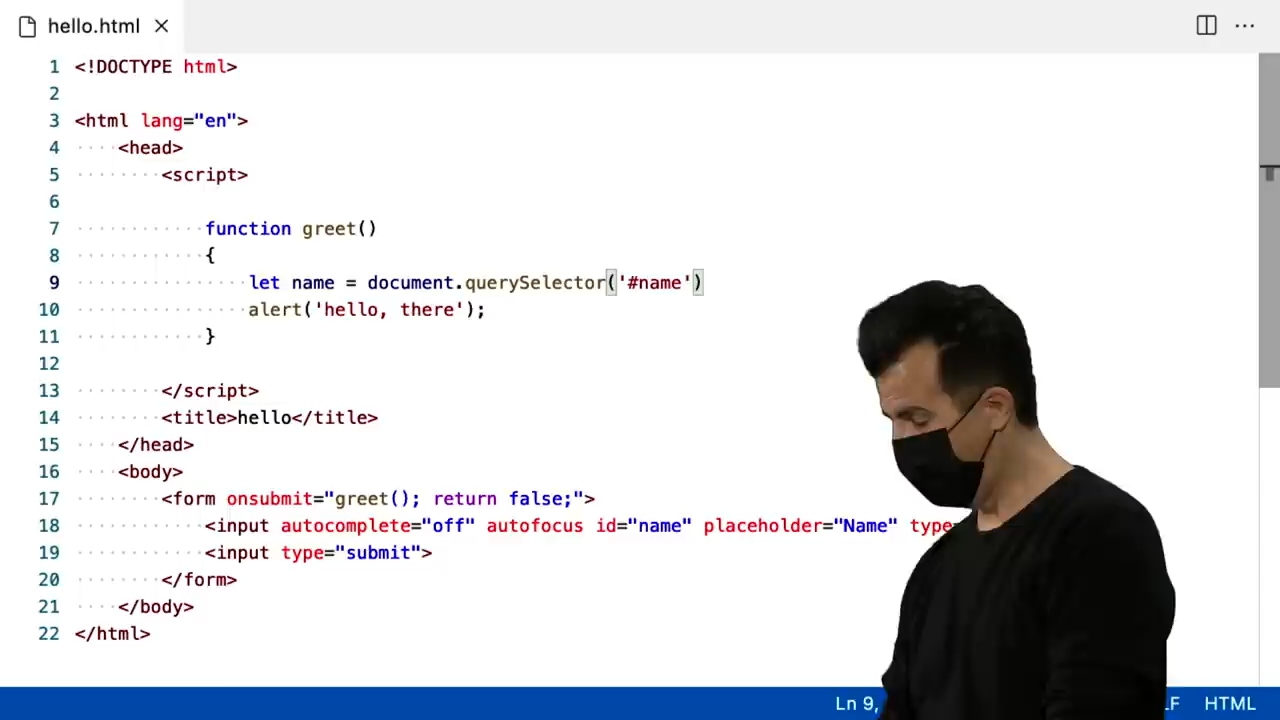 hello.html
1 <!DOCTYPE html>
2
3 <html lang="en">
4 <head>
5 <script>
6
7 function greet()
8 {
9 let name = document.querySelector('#name')
10 alert('hello, there');
11 }
12
13 </script>
14 <title>hello</title>
15 </head>
16 <body>
17 <form onsubmit="greet(); return false;">
18 <input autocomplete="off" autofocus id="name" placeholder="Name" type=
19 <input type="submit">
20 </form>
21 </body>
22 </html>
Ln 9, LF HTML